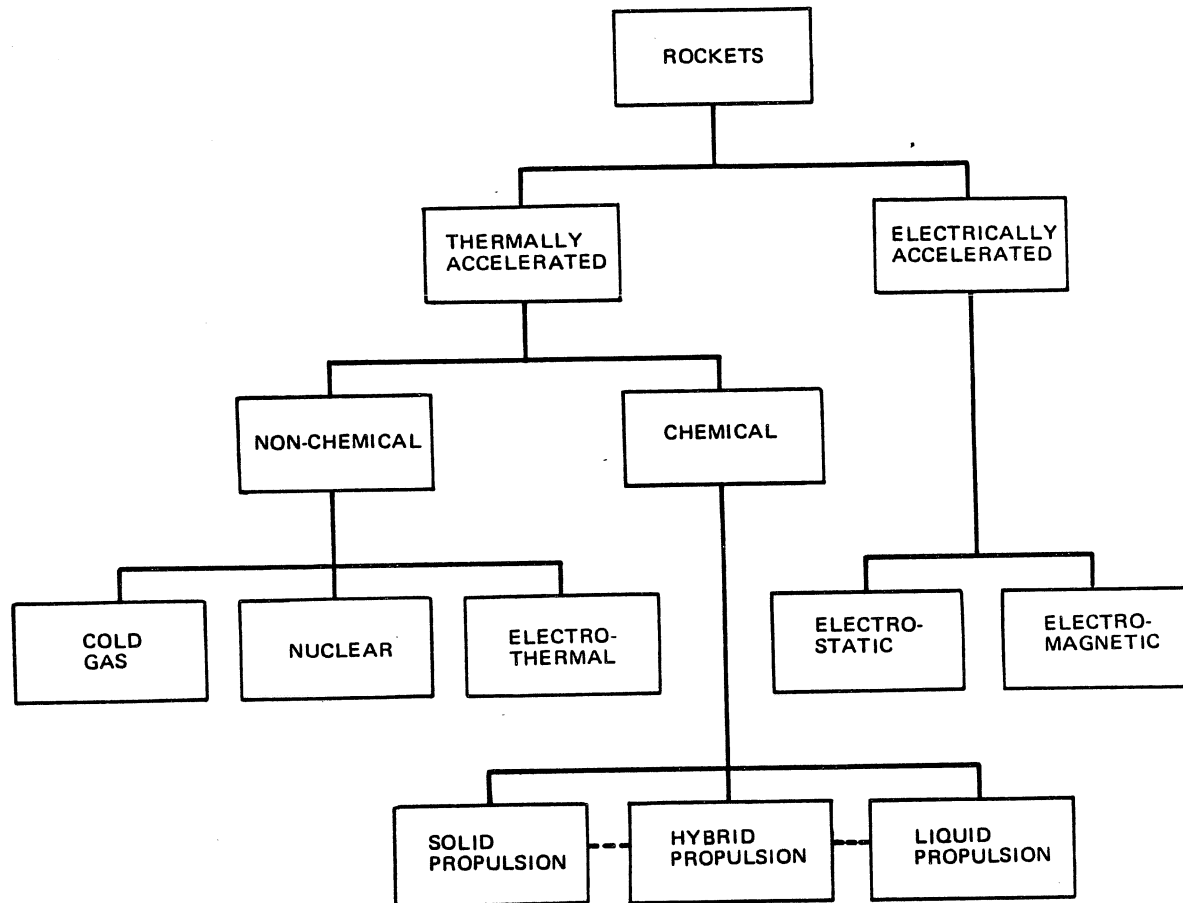 ROCKETS
THERMALLY
ACCELERATED
ELECTRICALLY
ACCELERATED
NON-CHEMICAL
CHEMICAL
COLD
GAS
NUCLEAR
ELECTRO-
THERMAL
ELECTRO-
STATIC
ELECTRO-
MAGNETIC
SOLID
PROPULSION
HYBRID
PROPULSION
LIQUID
PROPULSION